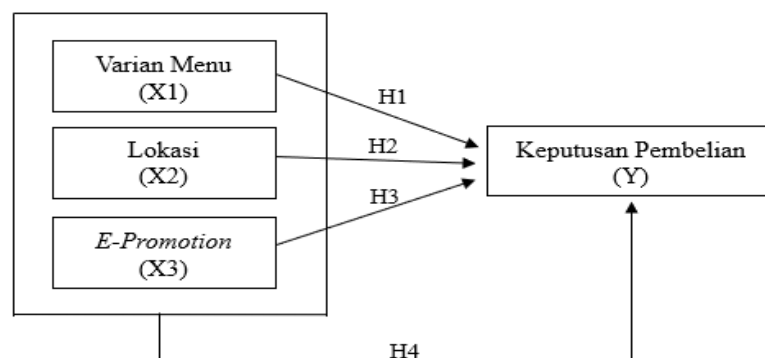 Varian Menu
(X1)
H1
Lokasi
(X2)
H2
Keputusan Pembelian
(Y)
H3
E-Promotion
(X3)
H4